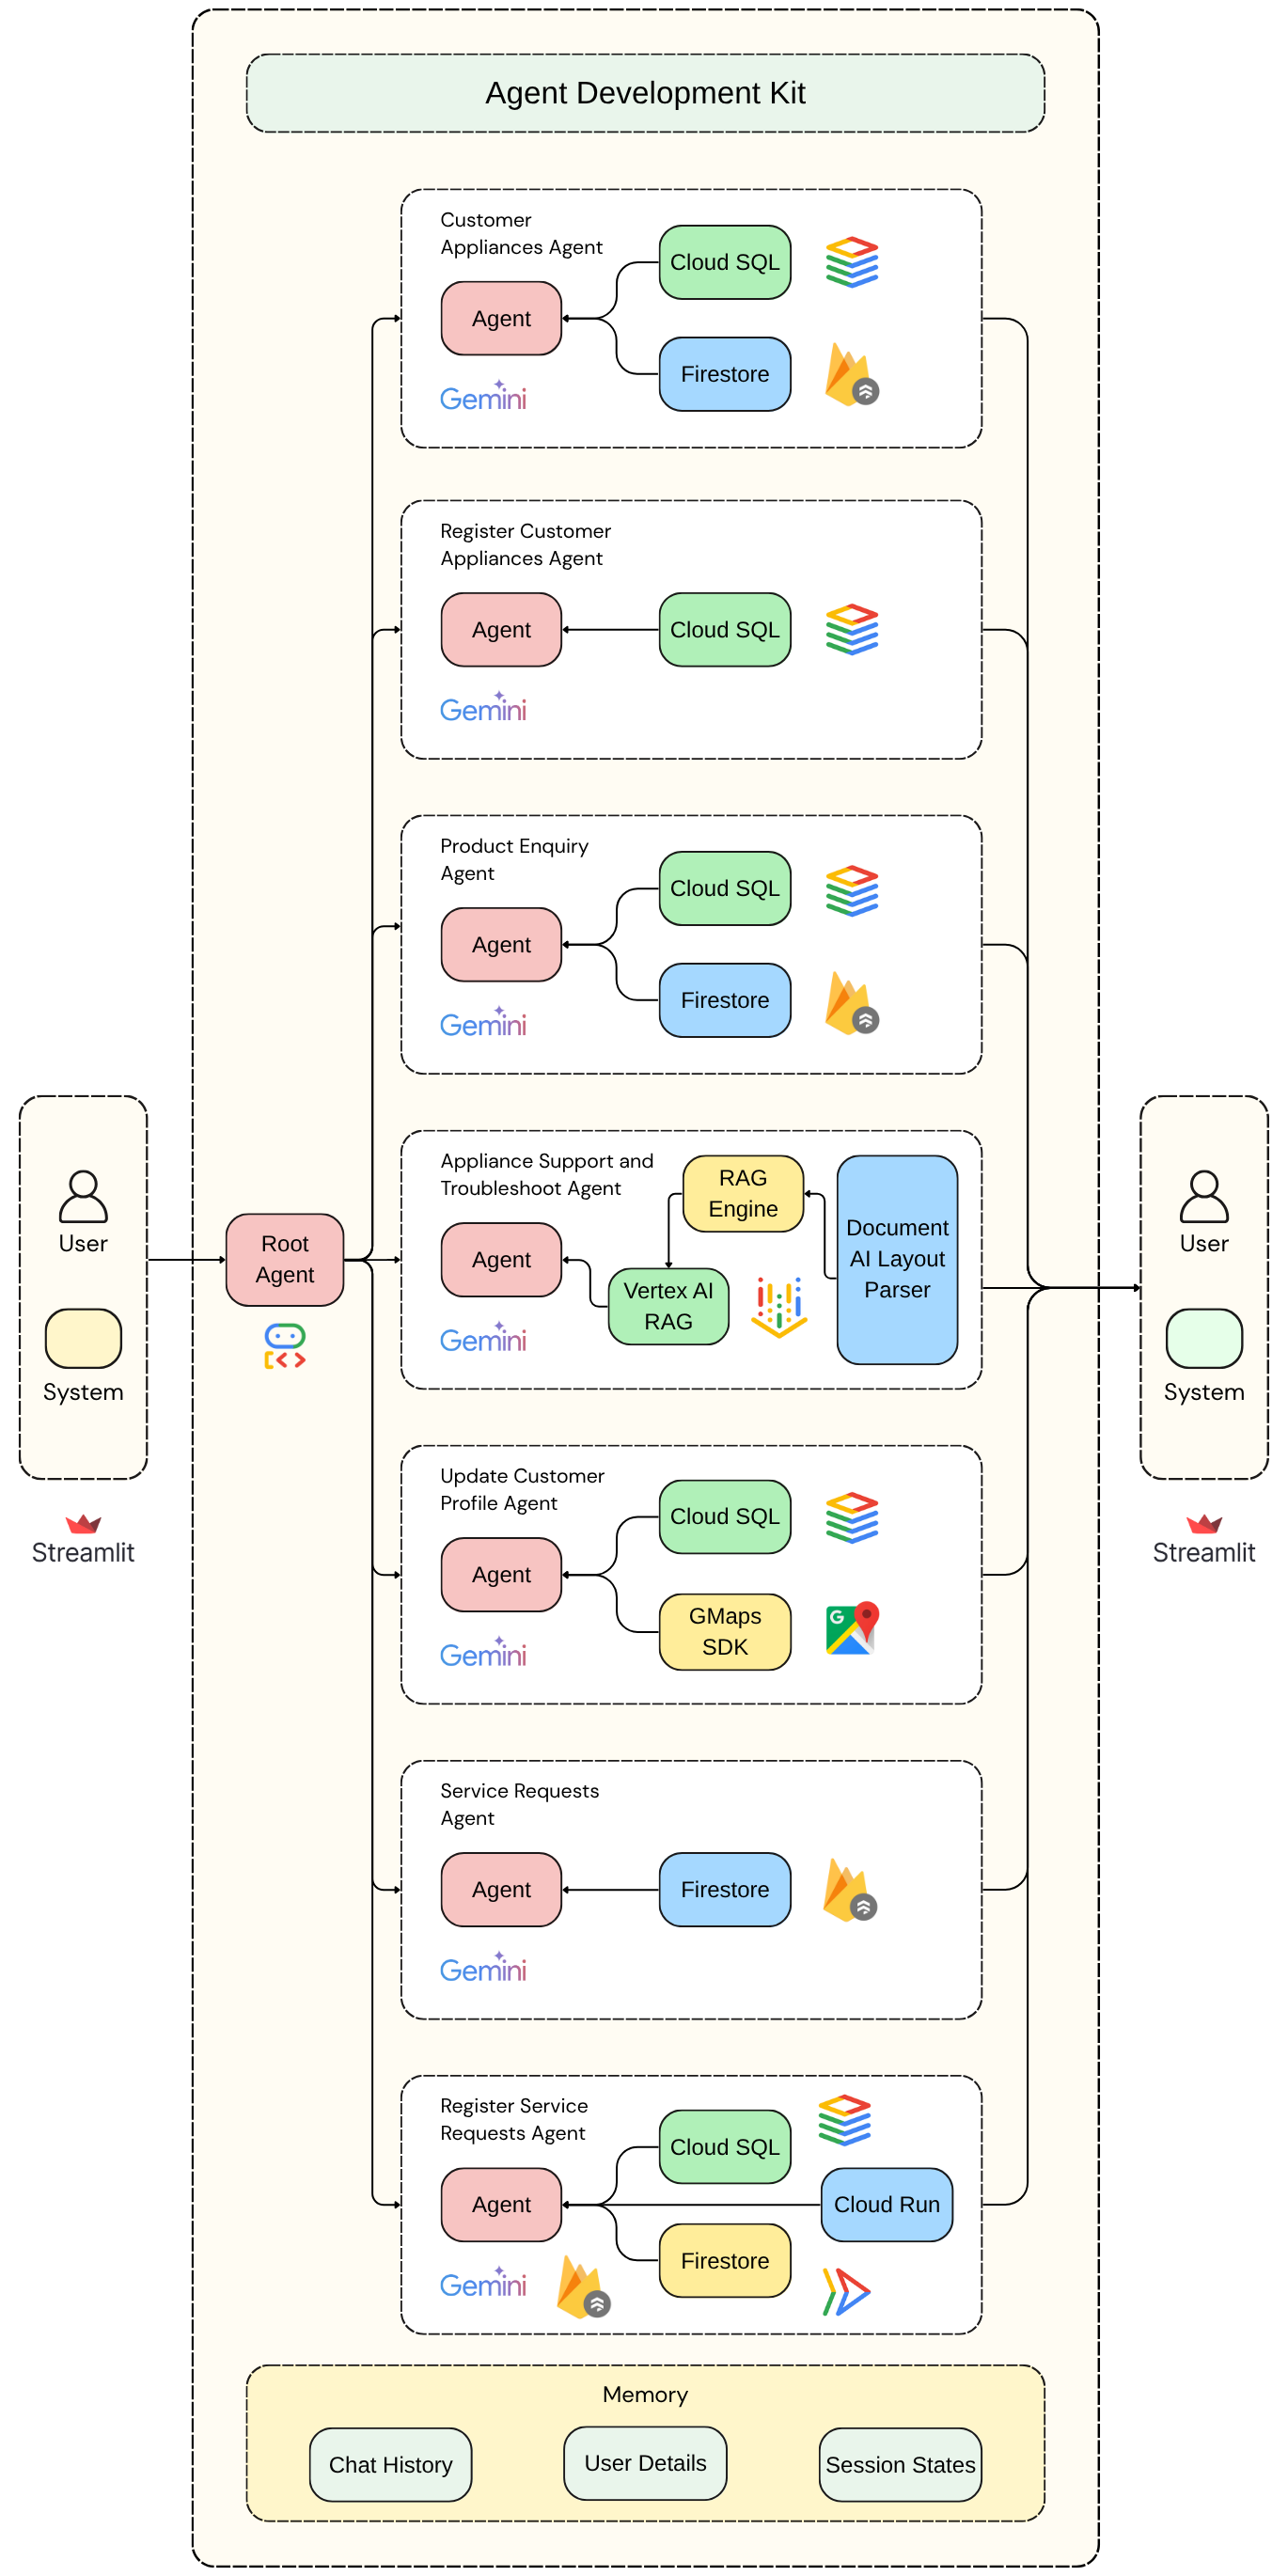 Agent Development Kit
Customer
Appliances Agent
Cloud SQL
Agent
Firestore
Gemini
Register Customer
Appliances Agent
Agent
Cloud SQL
Gemini
Product Enquiry
Agent
Cloud SQL
Agent
Firestore
Gemini
User
System
Streamlit
Root
Agent
Appliance Support and
Troubleshoot Agent
RAG
Engine
Document
AI Layout
Parser
Agent
Vertex AI
RAG
Gemini
User
System
Streamlit
Update Customer
Profile Agent
Cloud SQL
Agent
GMaps
SDK
G
Gemini
Service Requests
Agent
Agent
Firestore
Gemini
Register Service
Requests Agent
Cloud SQL
Agent
Cloud Run
Firestore
Gemini
Memory
Chat History
User Details
Session States